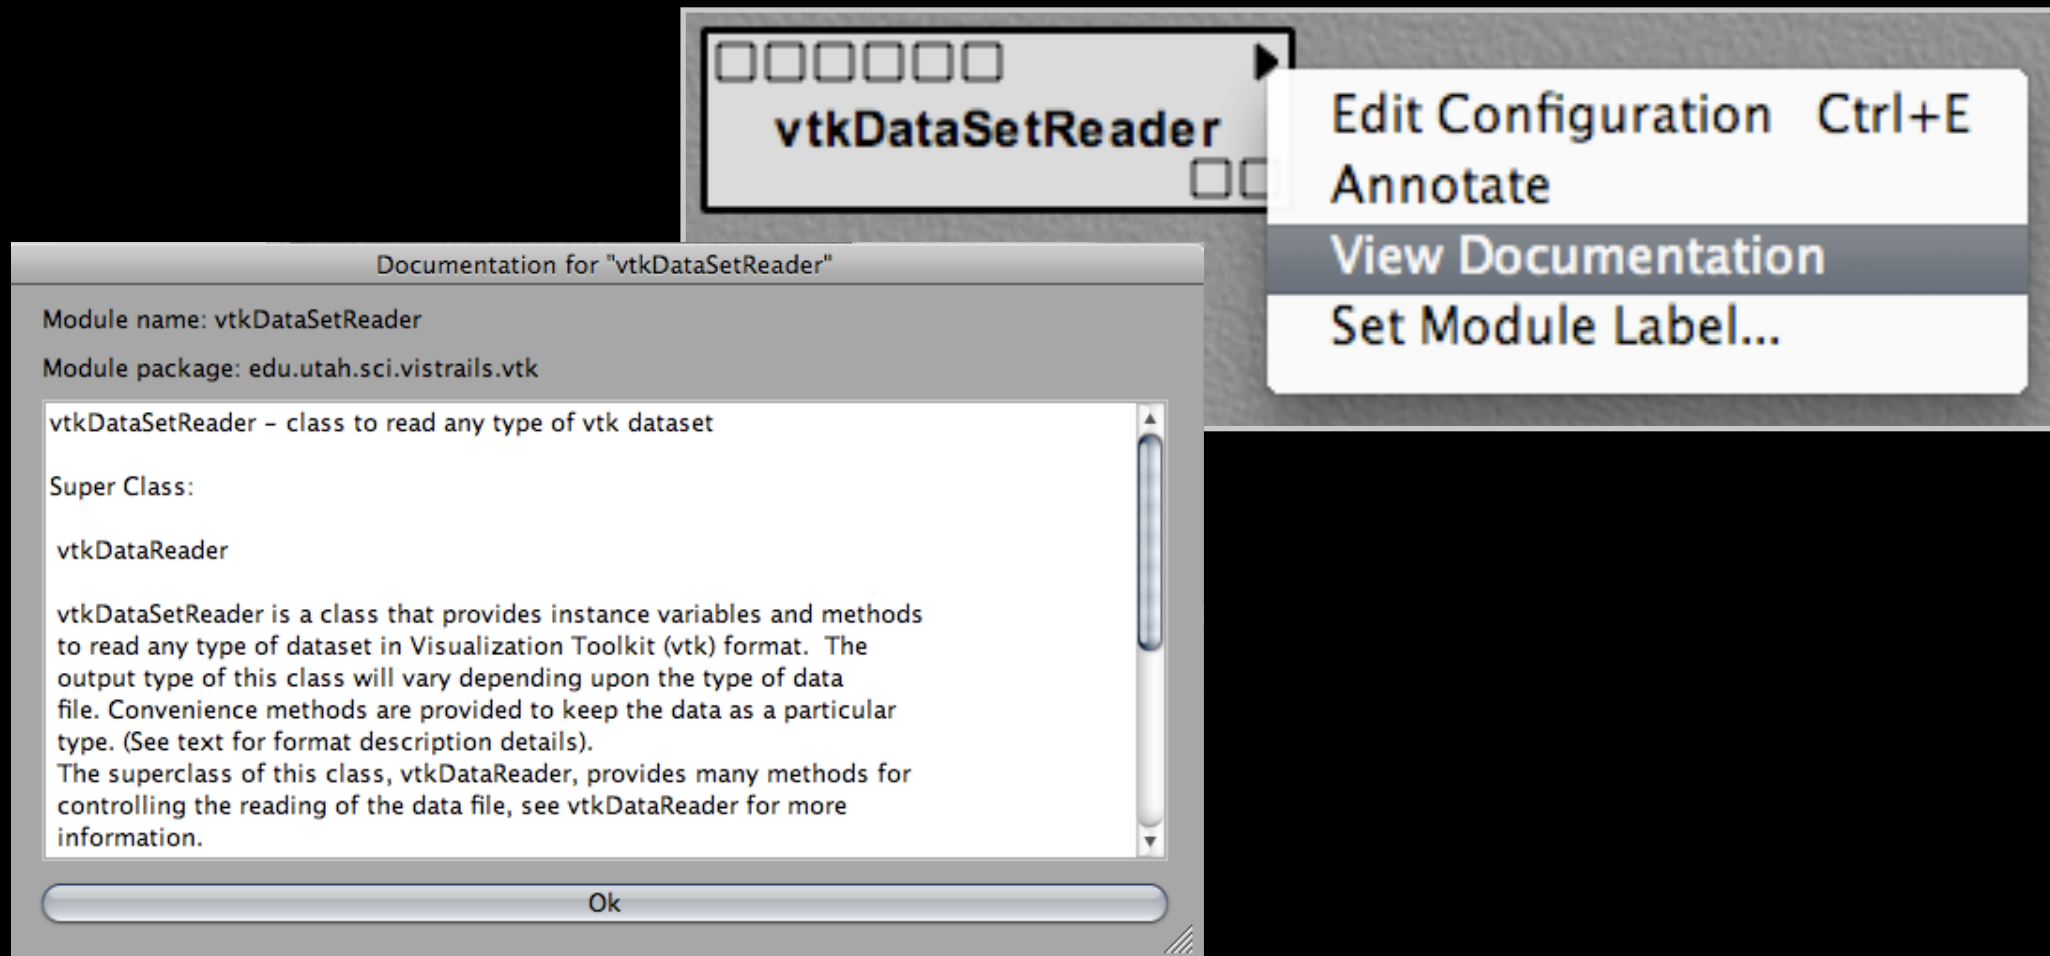 vtkDataSetReader
Edit Configuration Ctrl+E
Annotate
View Documentation
Set Module Label...
Documentation for "vtkDataSetReader"
Module name: vtkDataSetReader
Module package: edu.utah.sci.vistrails.vtk
vtkDataSetReader – class to read any type of vtk dataset
Super Class:
vtkDataReader
vtkDataSetReader is a class that provides instance variables and methods
to read any type of dataset in Visualization Toolkit (vtk) format.  The
output type of this class will vary depending upon the type of data
file. Convenience methods are provided to keep the data as a particular
type. (See text for format description details).
The superclass of this class, vtkDataReader, provides many methods for
controlling the reading of the data file, see vtkDataReader for more
information.
Ok